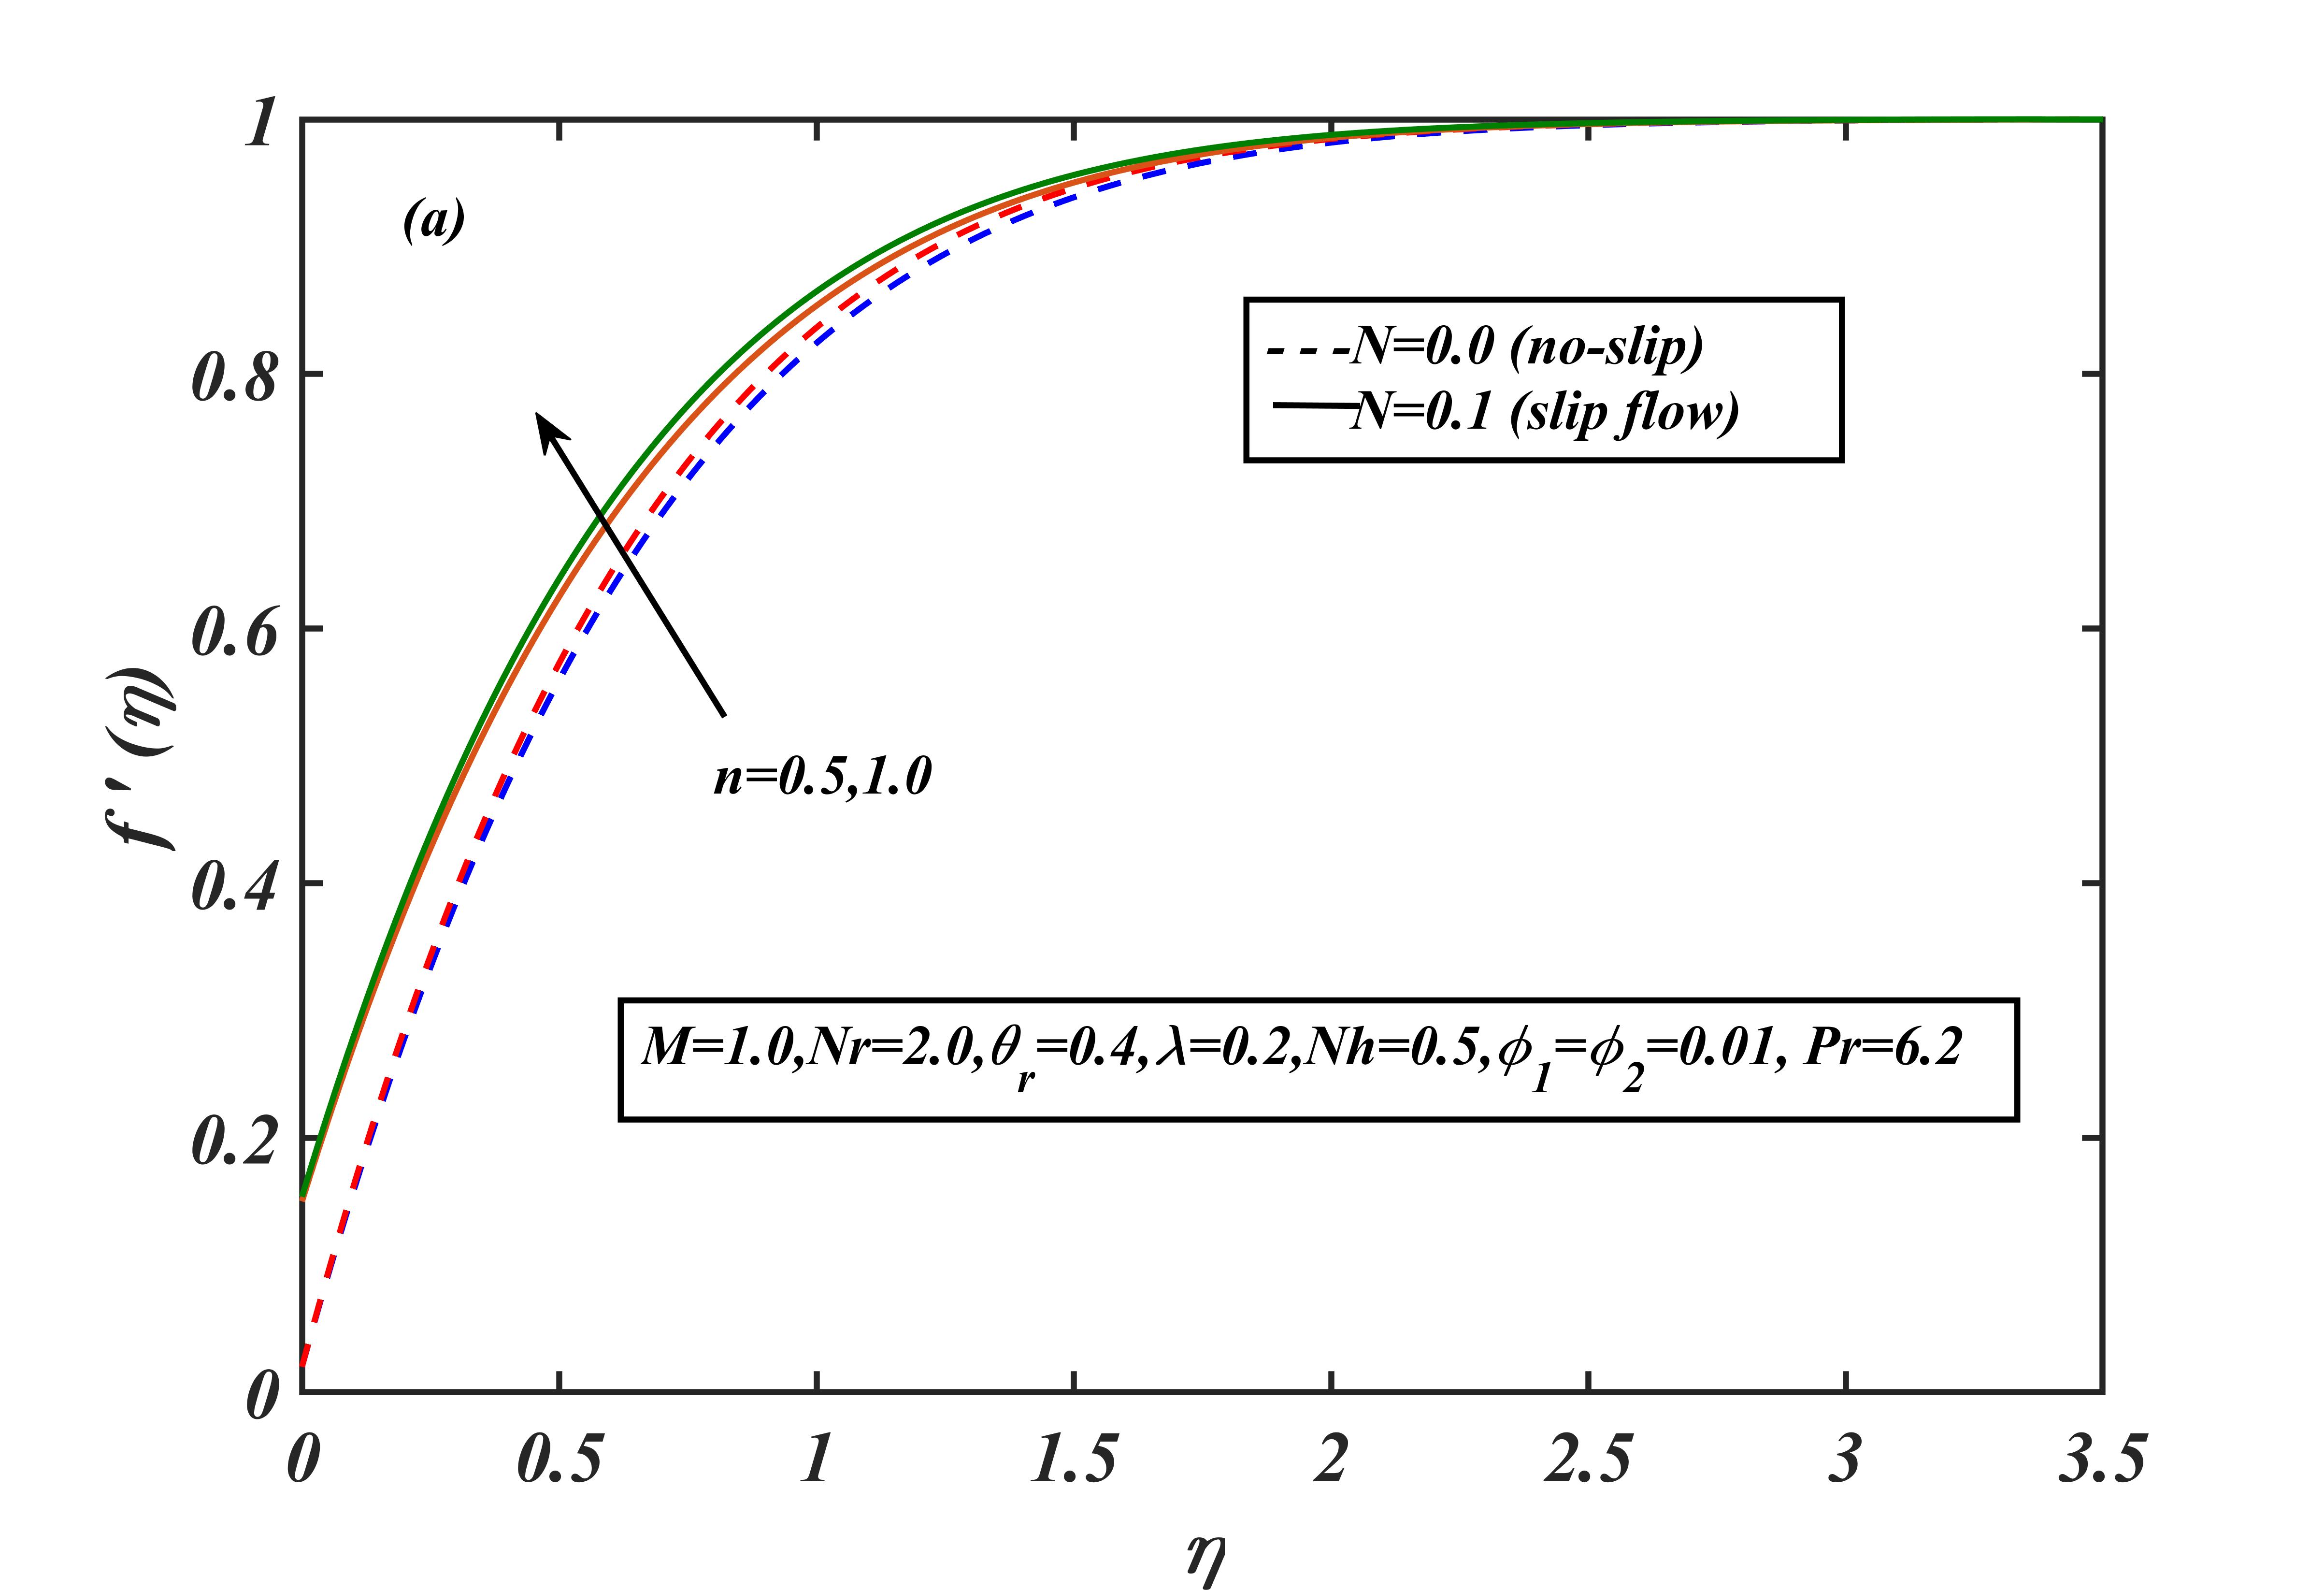 1
(a)
- - -N=0.0 (no-slip)
N=0.1 (slip flow)
0.8
0.6
f ′ (η)
n=0.5,1.0
0.4
M=1.0,Nr=2.0,θr=0.4,λ=0.2,Nh=0.5,ϕ1=ϕ2=0.01, Pr=6.2
0.2
0
0 0.5 1 1.5 2 2.5 3 3.5
η